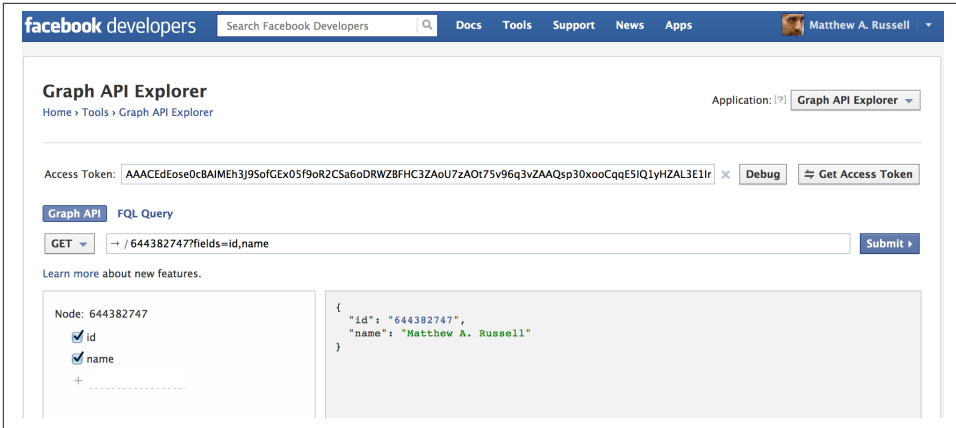 facebook developers Search Facebook Developers Docs Tools Support News Apps Matthew A. Russell
Graph API Explorer
Home › Tools › Graph API Explorer
Application: [?] Graph API Explorer
Access Token: AAACEdEose0cBAIMEh3J9SofGEx05f9oR2CSa6oDRWZBFHC3ZAoU7zAOt75v96q3vZAAQsp30xooCqqE5IQ1yHZAL3E1Ir Debug Get Access Token
Graph API FQL Query
GET → / 644382747?fields=id,name Submit
Learn more about new features.
Node: 644382747
id
name
+
{
"id": "644382747",
"name": "Matthew A. Russell"
}